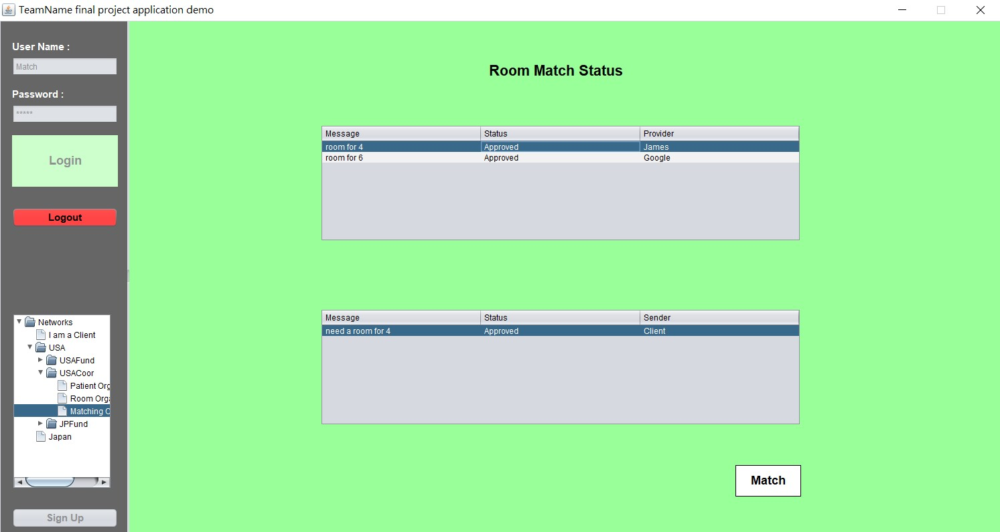 TeamName final project application demo
User Name :
Match
Password :
*****
Login
Logout
Networks
I am a Client
USA
USAFund
USACoor
Patient Org
Room Orga
Matching O
JPFund
Japan
Sign Up
Room Match Status
Message Status Provider
room for 4 Approved James
room for 6 Approved Google
Message Status Sender
need a room for 4 Approved Client
Match